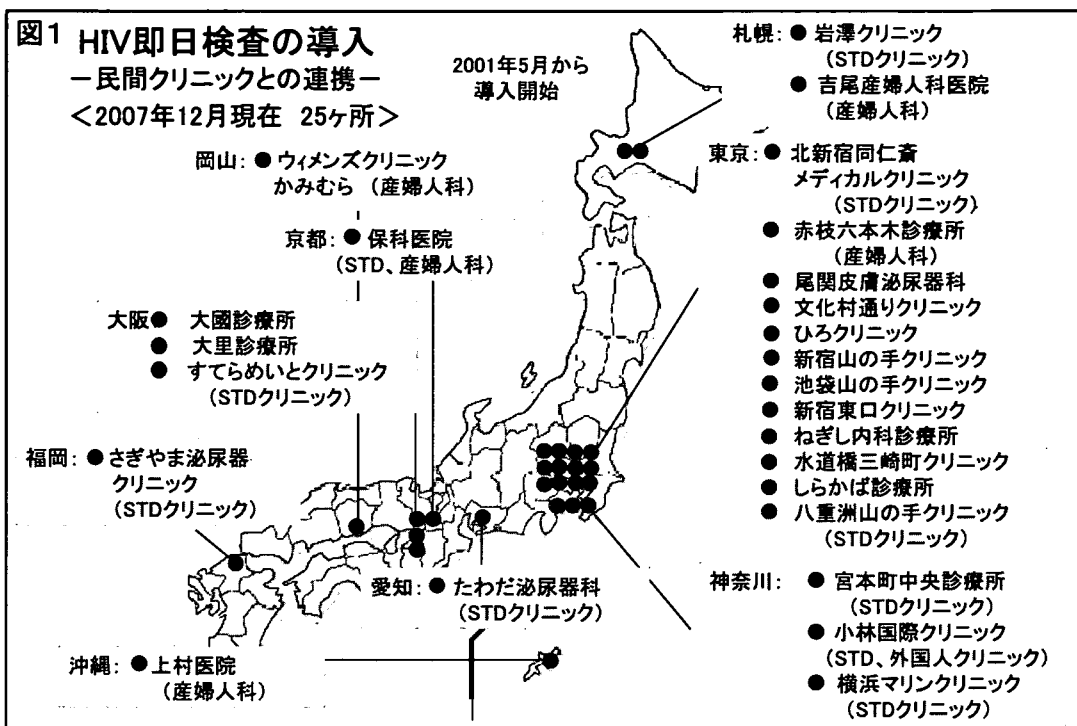 図1 HIV即日検査の導入
－民間クリニックとの連携－
＜2007年12月現在 25ヶ所＞
2001年5月から
導入開始
札幌：● 岩澤クリニック
(STDクリニック)
● 吉尾産婦人科医院
(産婦人科)
岡山：● ウィメンズクリニック
かみむら (産婦人科)
京都：● 保科医院
(STD、産婦人科)
大阪● 大國診療所
● 大里診療所
● すてらめいとクリニック
(STDクリニック)
福岡：● さぎやま泌尿器
クリニック
(STDクリニック)
愛知：● たわだ泌尿器科
(STDクリニック)
沖縄：● 上村医院
(産婦人科)
東京：● 北新宿同仁斎
メディカルクリニック
(STDクリニック)
● 赤枝六本木診療所
(産婦人科)
● 尾関皮膚泌尿器科
● 文化村通りクリニック
● ひろクリニック
● 新宿山の手クリニック
● 池袋山の手クリニック
● 新宿東口クリニック
● ねぎし内科診療所
● 水道橋三崎町クリニック
● しらかば診療所
● 八重洲山の手クリニック
(STDクリニック)
神奈川：● 宮本町中央診療所
(STDクリニック)
● 小林国際クリニック
(STD、外国人クリニック)
● 横浜マリンクリニック
(STDクリニック)